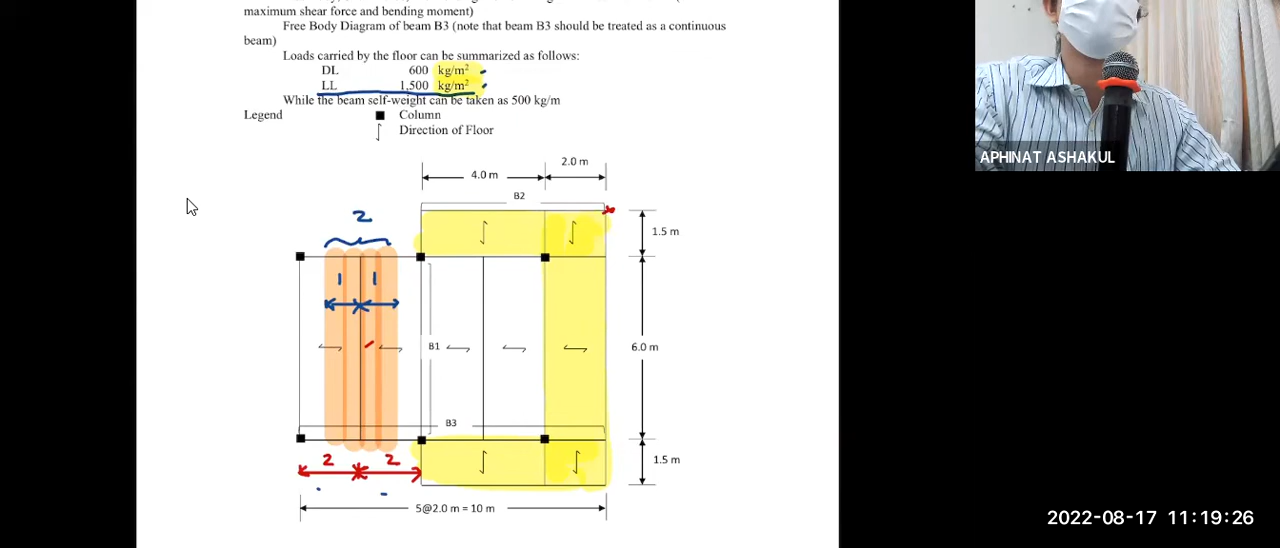 maximum shear force and bending moment)
Free Body Diagram of beam B3 (note that beam B3 should be treated as a continuous
beam)
Loads carried by the floor can be summarized as follows:
DL 600 kg/m²
LL 1,500 kg/m²
While the beam self-weight can be taken as 500 kg/m
Legend Column
Direction of Floor
APHINAT ASHAKUL
2.0 m
4.0 m
B2
2
1.5 m
1 1
B1
6.0 m
B3
2 2
1.5 m
5@2.0 m = 10 m
2022-08-17 11:19:26